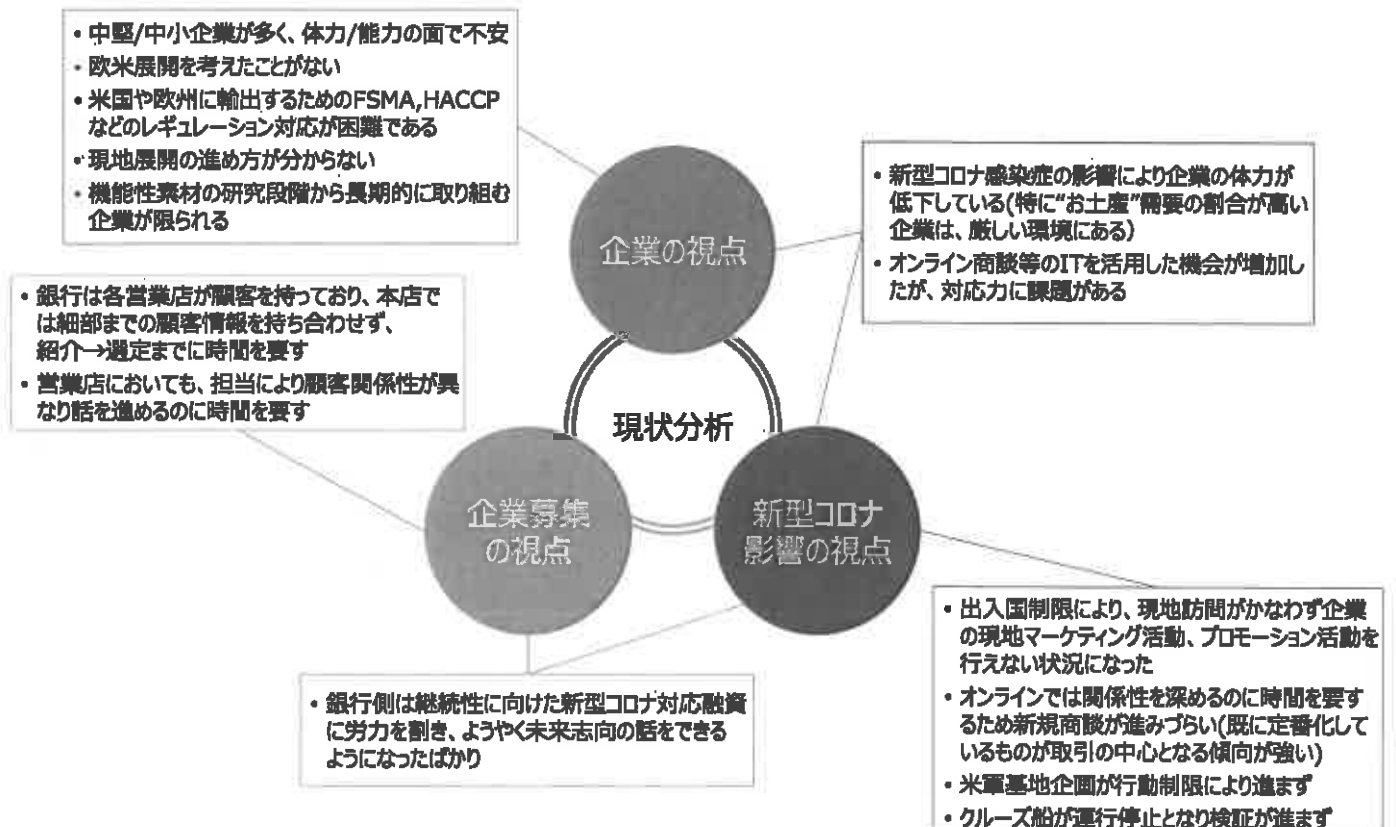 ・中堅/中小企業が多く、体力/能力の面で不安
・欧米展開を考えたことがない
・米国や欧州に輸出するためのFSMA,HACCP
などのレギュレーション対応が困難である
・現地展開の進め方が分からない
・機能性素材の研究段階から長期的に取り組む
企業が限られる
企業の視点
・新型コロナ感染症の影響により企業の体力が
低下している(特に“お土産”需要の割合が高い
企業は、厳しい環境にある)
・オンライン商談等のITを活用した機会が増加し
たが、対応力に課題がある
・銀行は各営業店が顧客を持っており、本店で
は細部までの顧客情報を持ち合わせず、
紹介→選定までに時間を要す
・営業店においても、担当により顧客関係性が異
なり話を進めるのに時間を要す
現状分析
企業募集
の視点
新型コロナ
影響の視点
・銀行側は継続性に向けた新型コロナ対応融資
に労力を割き、ようやく未来志向の話をできる
ようになったばかり
・出入国制限により、現地訪問がかなわず企業
の現地マーケティング活動、プロモーション活動を
行えない状況になった
・オンラインでは関係性を深めるのに時間を要す
るため新規商談が進みづらい(既に定番化して
いるものが取引の中心となる傾向が強い)
・米軍基地企画が行動制限により進まず
・クルーズ船が運行停止となり検証が進まず